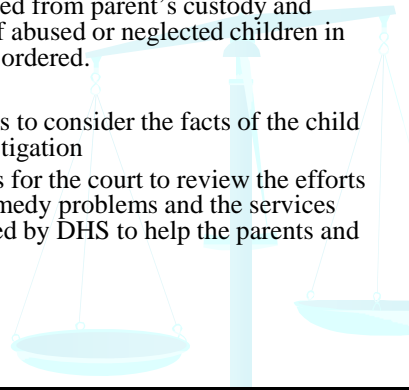 ed from parent's custody and
f abused or neglected children in
ordered.
s to consider the facts of the child
tigation
s for the court to review the efforts
medy problems and the services
ed by DHS to help the parents and